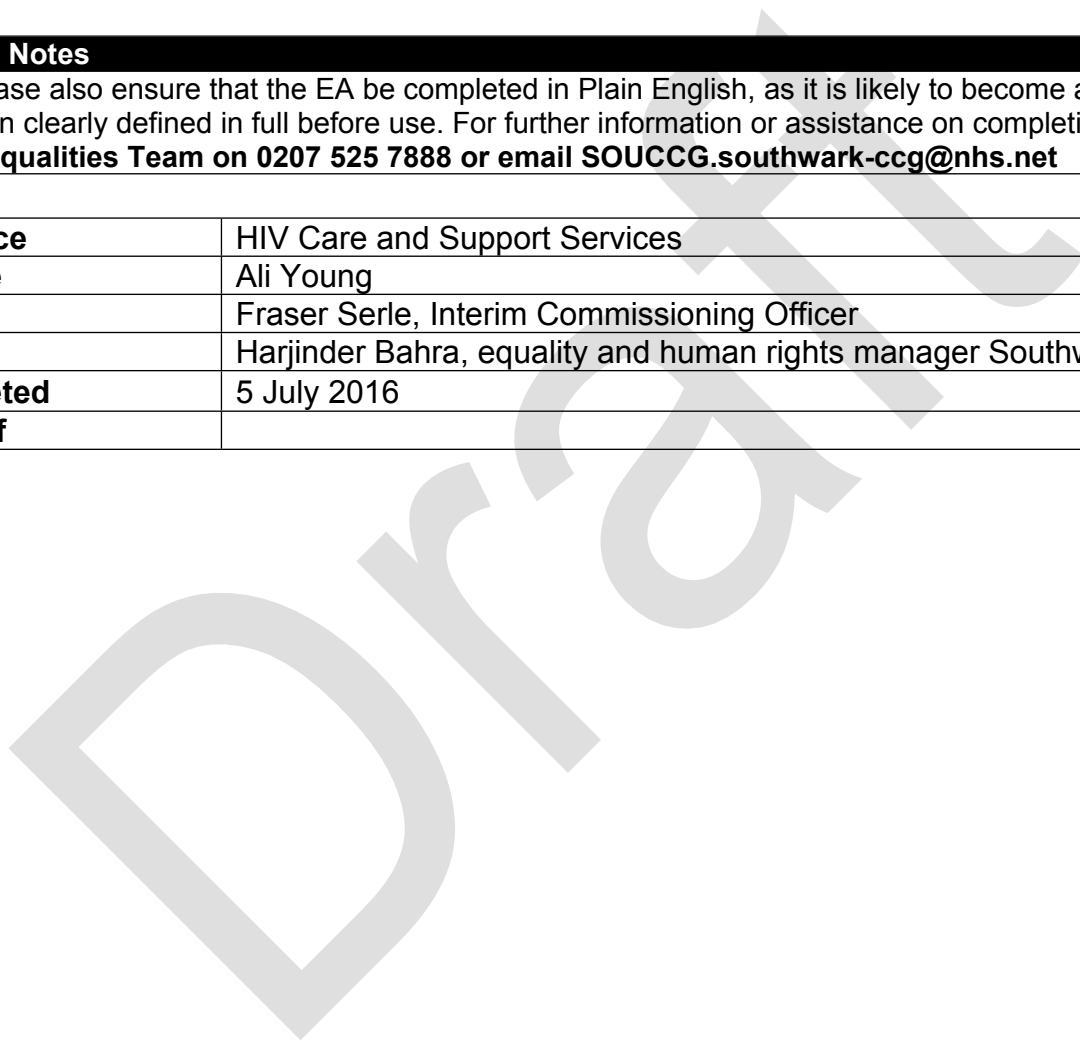 Notes
ase also ensure that the EA be completed in Plain English, as it is likely to become a
n clearly defined in full before use. For further information or assistance on completi
qualities Team on 0207 525 7888 or email SOUCCG.southwark-ccg@nhs.net
ce HIV Care and Support Services
e Ali Young
Fraser Serle, Interim Commissioning Officer
Harjinder Bahra, equality and human rights manager Southw
ted 5 July 2016
f
Draft